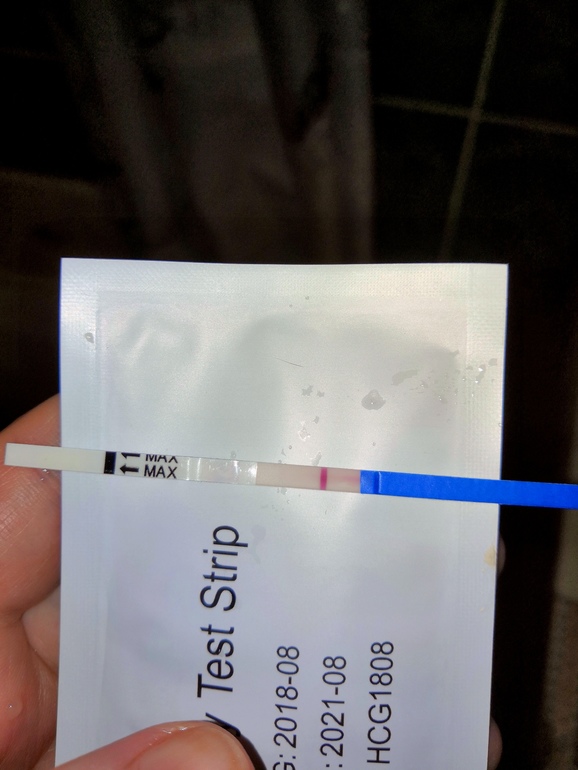 MAX
MAX
y Test Strip
G: 2018-08
: 2021-08
HCG1808